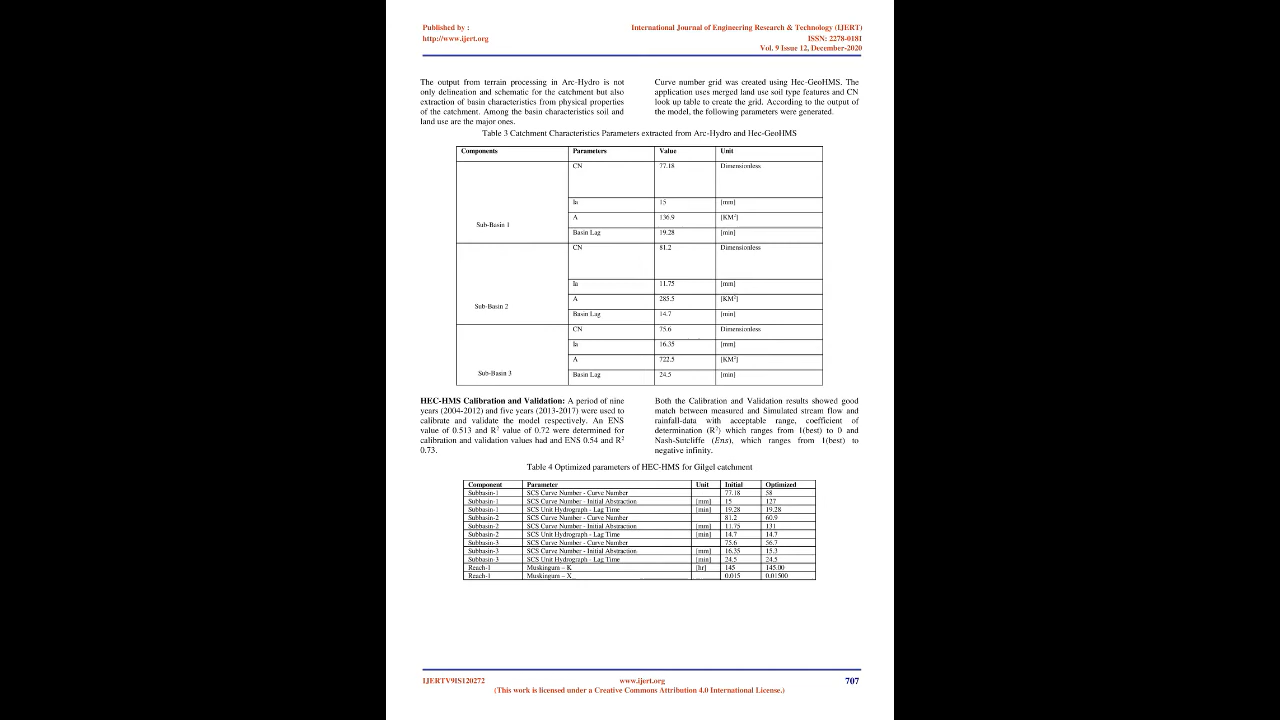 Published by :
International Journal of Engineering Research & Technology (IJERT)
http://www.ijert.org
ISSN: 2278-0181
Vol. 9 Issue 12, December-2020
The output from terrain processing in Arc-Hydro is not
only delineation and schematic for the catchment but also
extraction of basin characteristics from physical properties
of the catchment. Among the basin characteristics soil and
land use are the major ones.
Curve number grid was created using Hec-GeoHMS. The
application uses merged land use soil type features and CN
look up table to create the grid. According to the output of
the model, the following parameters were generated.
Table 3 Catchment Characteristics Parameters extracted from Arc-Hydro and Hec-GeoHMS
Components Parameters Value Unit
CN 77.18 Dimensionless
Ia 15 [mm]
A 136.9 [KM²]
Sub-Basin 1
Basin Lag 19.28 [min]
CN 81.2 Dimensionless
Ia 11.75 [mm]
A 285.5 [KM²]
Sub-Basin 2
Basin Lag 14.7 [min]
CN 75.6 Dimensionless
Ia 16.35 [mm]
A 722.5 [KM²]
Sub-Basin 3 Basin Lag 24.5 [min]
HEC-HMS Calibration and Validation: A period of nine
years (2004-2012) and five years (2013-2017) were used to
calibrate and validate the model respectively. An ENS
value of 0.513 and R² value of 0.72 were determined for
calibration and validation values had and ENS 0.54 and R²
0.73.
Both the Calibration and Validation results showed good
match between measured and Simulated stream flow and
rainfall-data with acceptable range, coefficient of
determination (R²) which ranges from 1(best) to 0 and
Nash-Sutcliffe (Ens), which ranges from 1(best) to
negative infinity.
Table 4 Optimized parameters of HEC-HMS for Gilgel catchment
Component Parameter Unit Initial Optimized
Subbasin-1 SCS Curve Number - Curve Number 77.18 58
Subbasin-1 SCS Curve Number - Initial Abstraction [mm] 15 127
Subbasin-1 SCS Unit Hydrograph - Lag Time [min] 19.28 19.28
Subbasin-2 SCS Curve Number - Curve Number 81.2 60.9
Subbasin-2 SCS Curve Number - Initial Abstraction [mm] 11.75 131
Subbasin-2 SCS Unit Hydrograph - Lag Time [min] 14.7 14.7
Subbasin-3 SCS Curve Number - Curve Number 75.6 56.7
Subbasin-3 SCS Curve Number - Initial Abstraction [mm] 16.35 15.3
Subbasin-3 SCS Unit Hydrograph - Lag Time [min] 24.5 24.5
Reach-1 Muskingum – K [hr] 145 145.00
Reach-1 Muskingum – X 0.015 0.01500
IJERTV9IS120272
www.ijert.org
707
(This work is licensed under a Creative Commons Attribution 4.0 International License.)